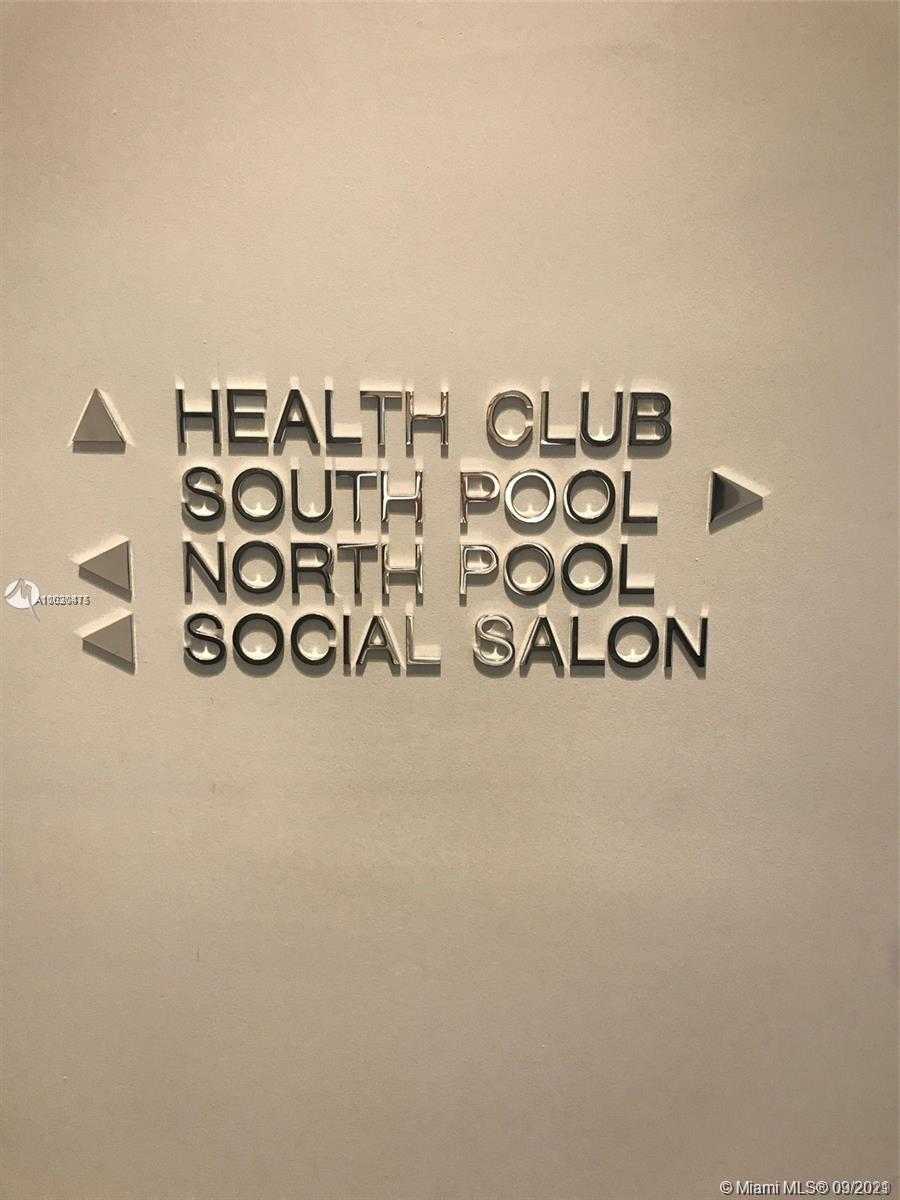 HEALTH CLUB
SOUTH POOL
NORTH POOL
SOCIAL SALON
© Miami MLS®